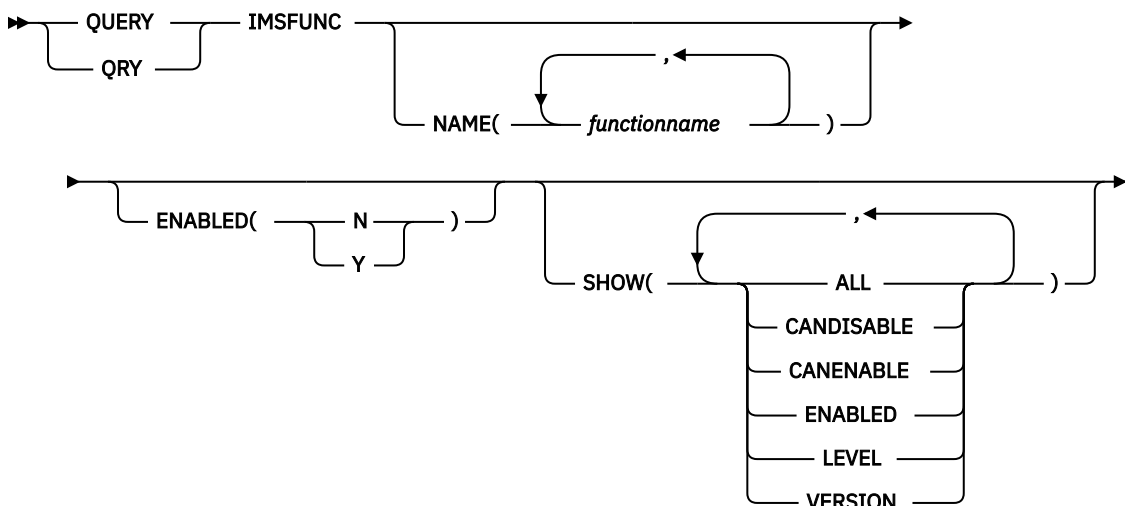 QUERY IMSFUNC
QRY
,
NAME( functionname )
ENABLED( N )
Y
,
SHOW( ALL )
CANDISABLE
CANENABLE
ENABLED
LEVEL
VERSION